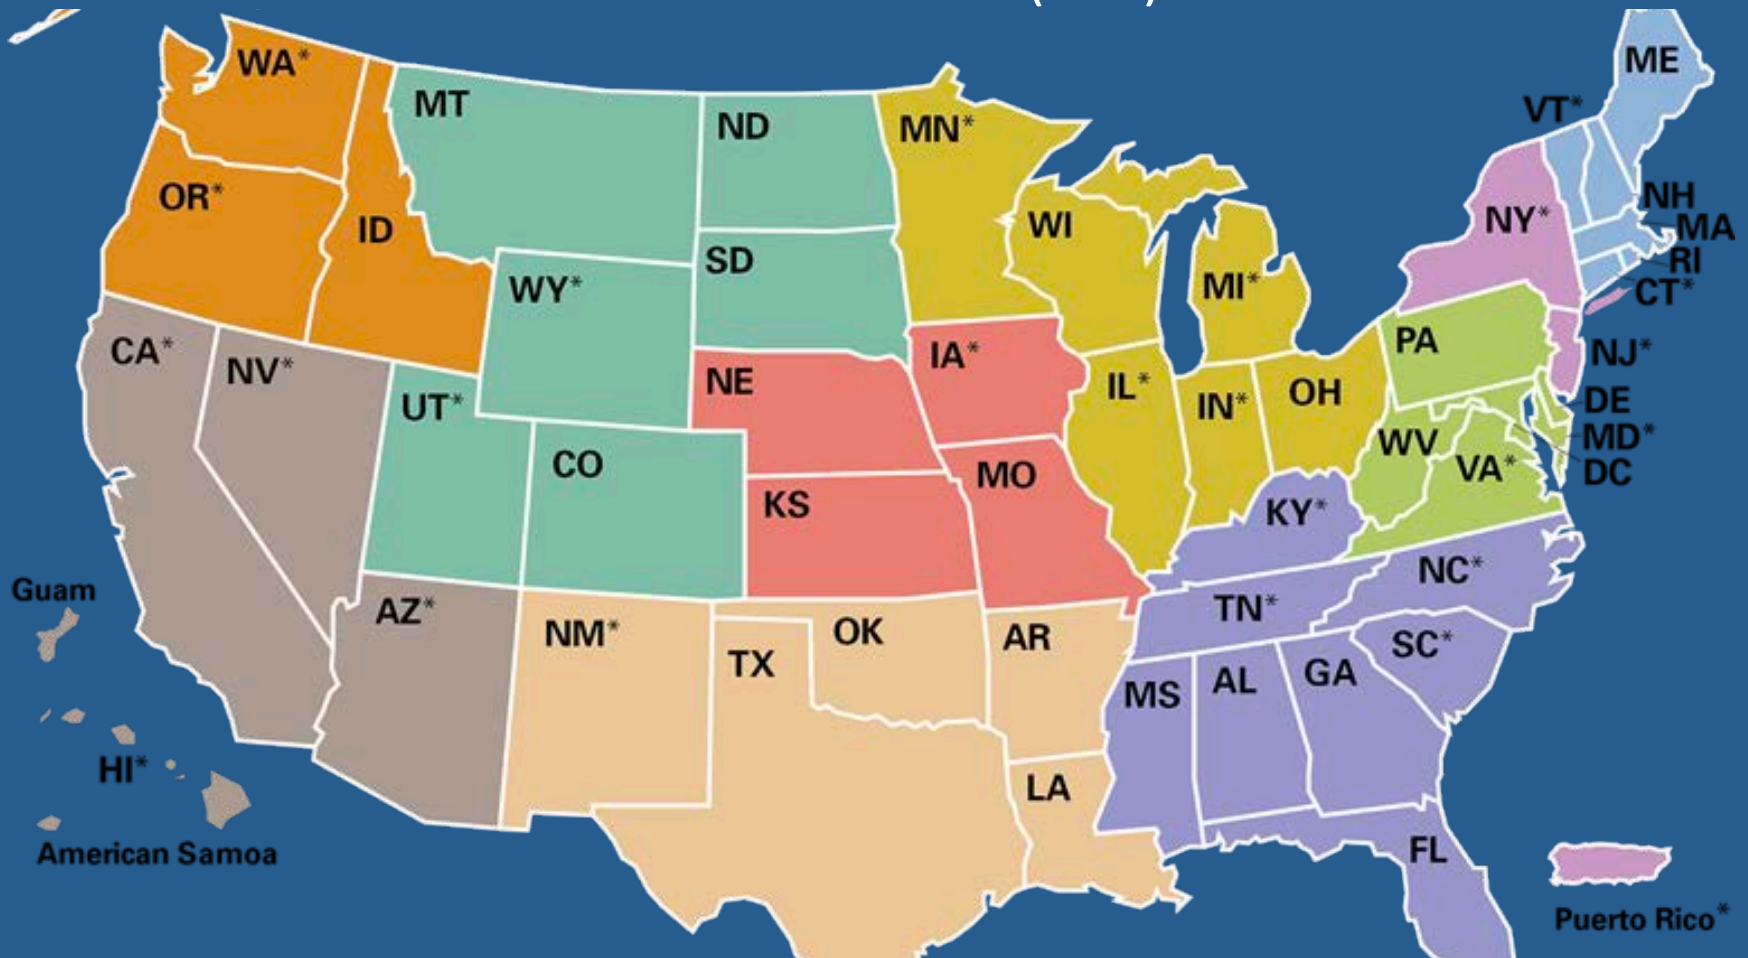 WA*
MT
ND
MN*
ME
VT*
OR*
ID
WI
NY*
NH
MA
RI
SD
WY*
MI*
CT*
CA*
NV*
IA*
PA
NJ*
UT*
NE
IL*
IN*
OH
DE
MD*
DC
CO
KS
MO
WV
VA*
KY*
NC*
Guam
AZ*
NM*
TX
OK
AR
TN*
SC*
MS
AL
GA
HI*
LA
American Samoa
FL
Puerto Rico*